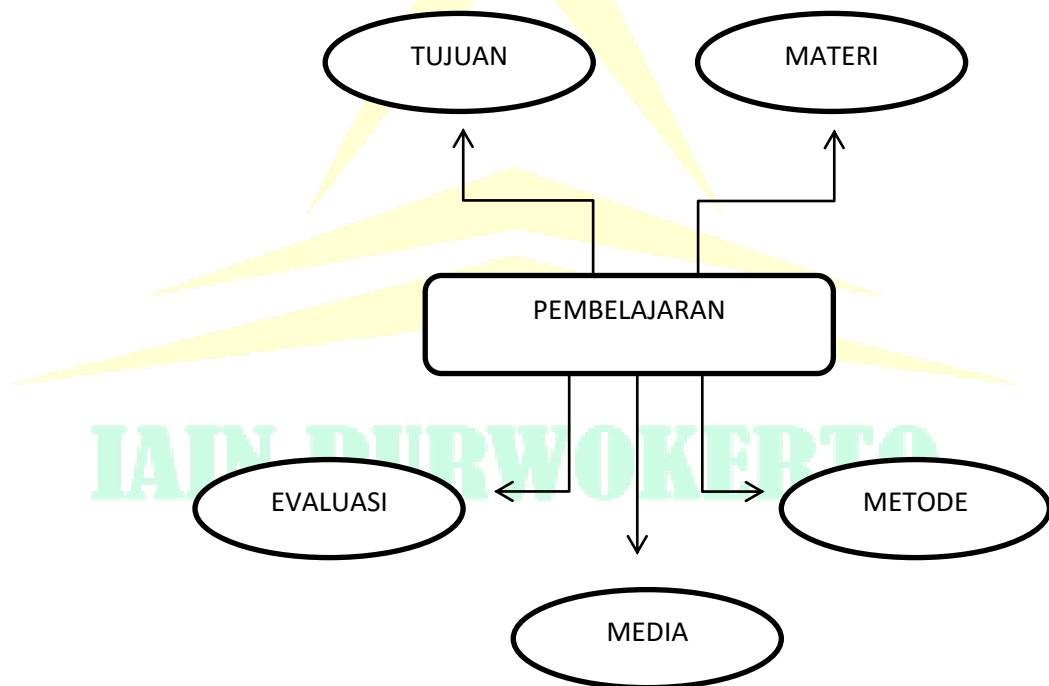 TUJUAN
MATERI
PEMBELAJARAN
IAIN PURWOKERTO
EVALUASI
METODE
MEDIA